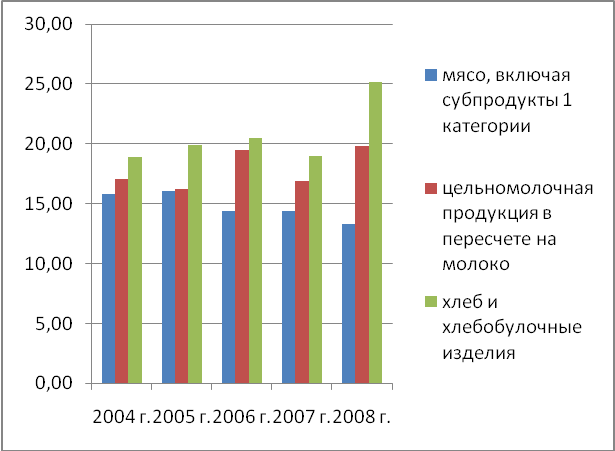 30,00
25,00
20,00
15,00
10,00
5,00
0,00
2004 г. 2005 г. 2006 г. 2007 г. 2008 г.
мясо, включая
субпродукты 1
категории
цельномолочная
продукция в
пересчете на
молоко
хлеб и
хлебобулочные
изделия